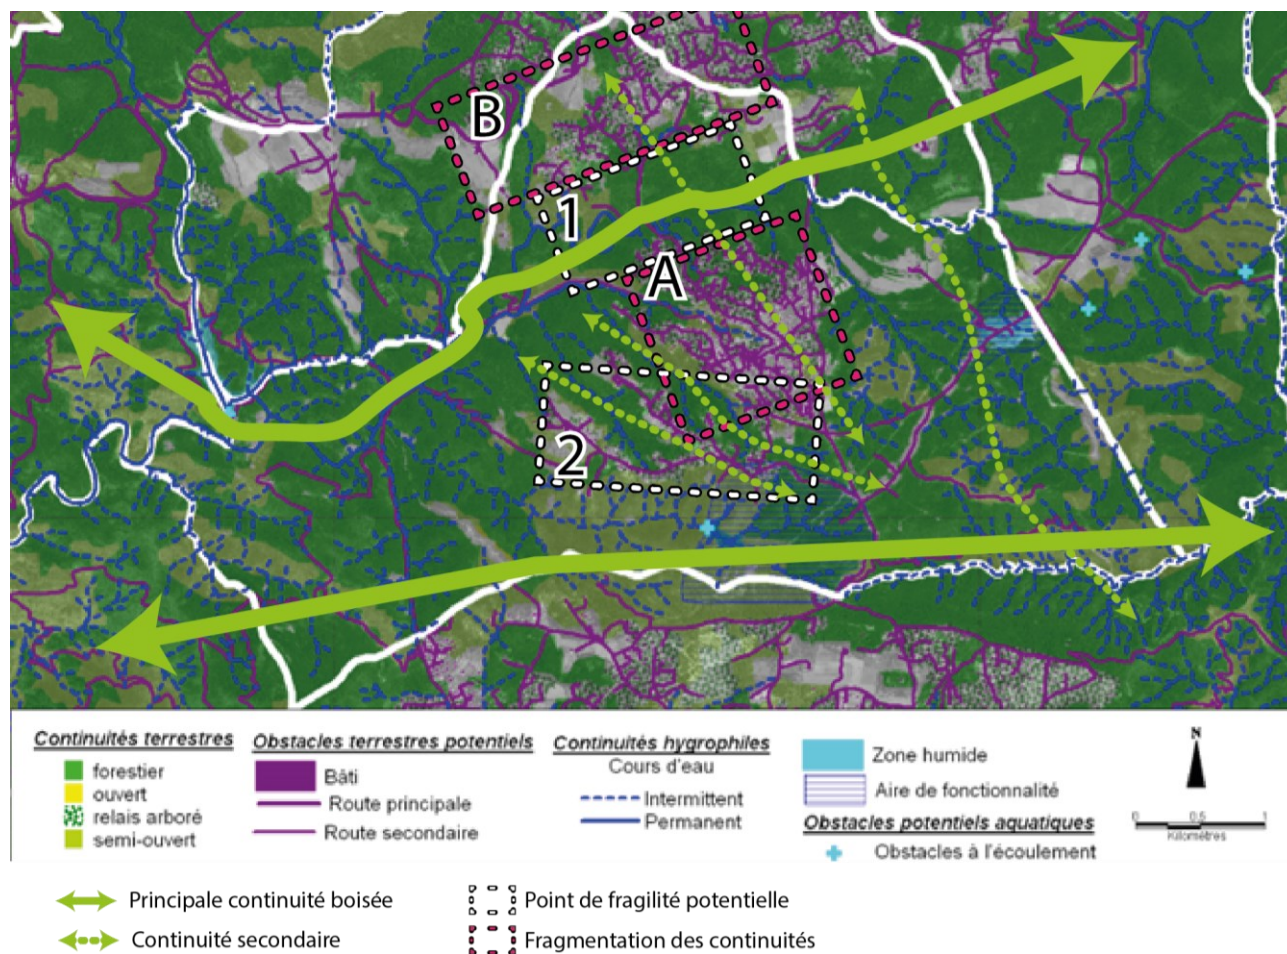 B
1
A
2
Continuités terrestres
forestier
ouvert
relais arboré
semi-ouvert
Obstacles terrestres potentiels
Bâti
Route principale
Route secondaire
Continuités hygrophiles
Cours d'eau
Intermittent
Permanent
Zone humide
Aire de fonctionnalité
Obstacles potentiels aquatiques
Obstacles à l'écoulement
N
0 0,5 1
Kilomètres
Principale continuité boisée
Continuité secondaire
Point de fragilité potentielle
Fragmentation des continuités